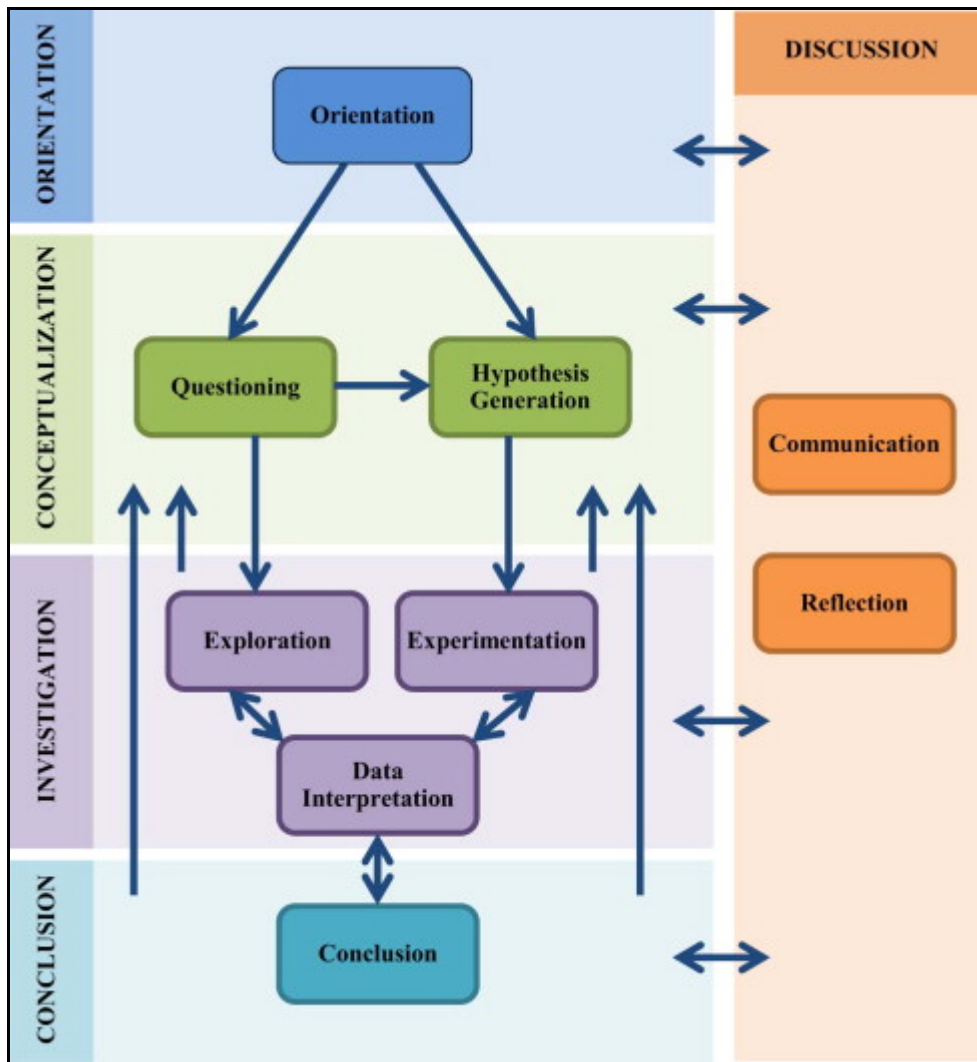 ORIENTATION
Orientation
CONCEPTUALIZATION
Questioning
Hypothesis
Generation
INVESTIGATION
Exploration
Experimentation
Data
Interpretation
CONCLUSION
Conclusion
DISCUSSION
Communication
Reflection